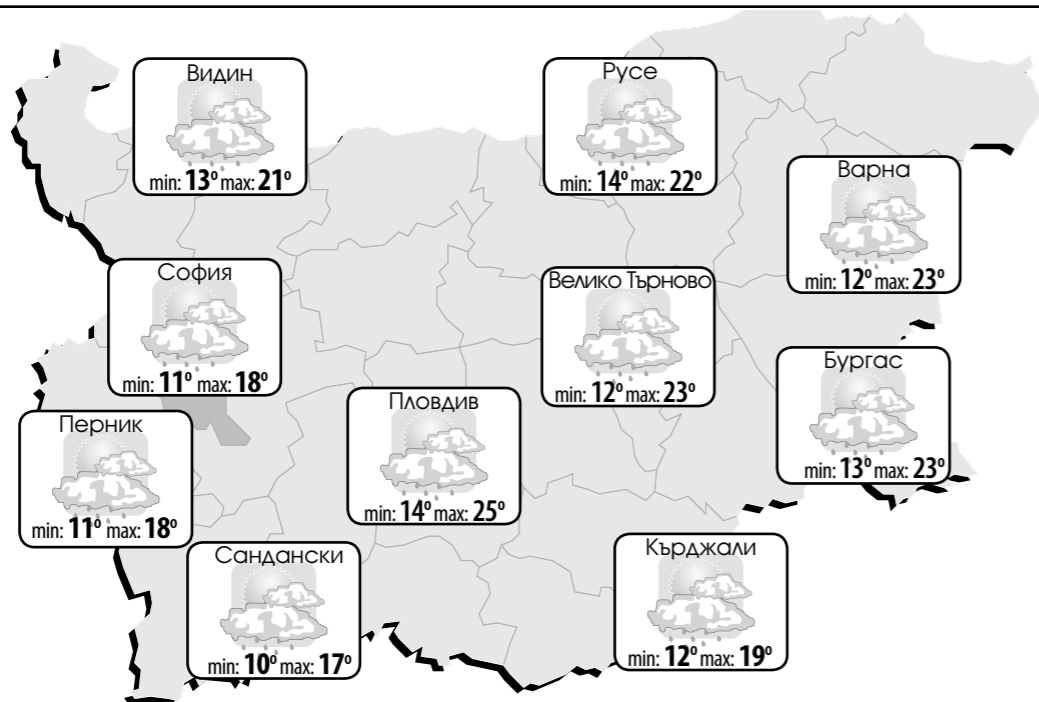 Видин
min: 13° max: 21°
Русе
min: 14° max: 22°
Варна
min: 12° max: 23°
София
min: 11° max: 18°
Велико Търново
min: 12° max: 23°
Бургас
min: 13° max: 23°
Пловдив
min: 14° max: 25°
Перник
min: 11° max: 18°
Сандански
min: 10° max: 17°
Кърджали
min: 12° max: 19°